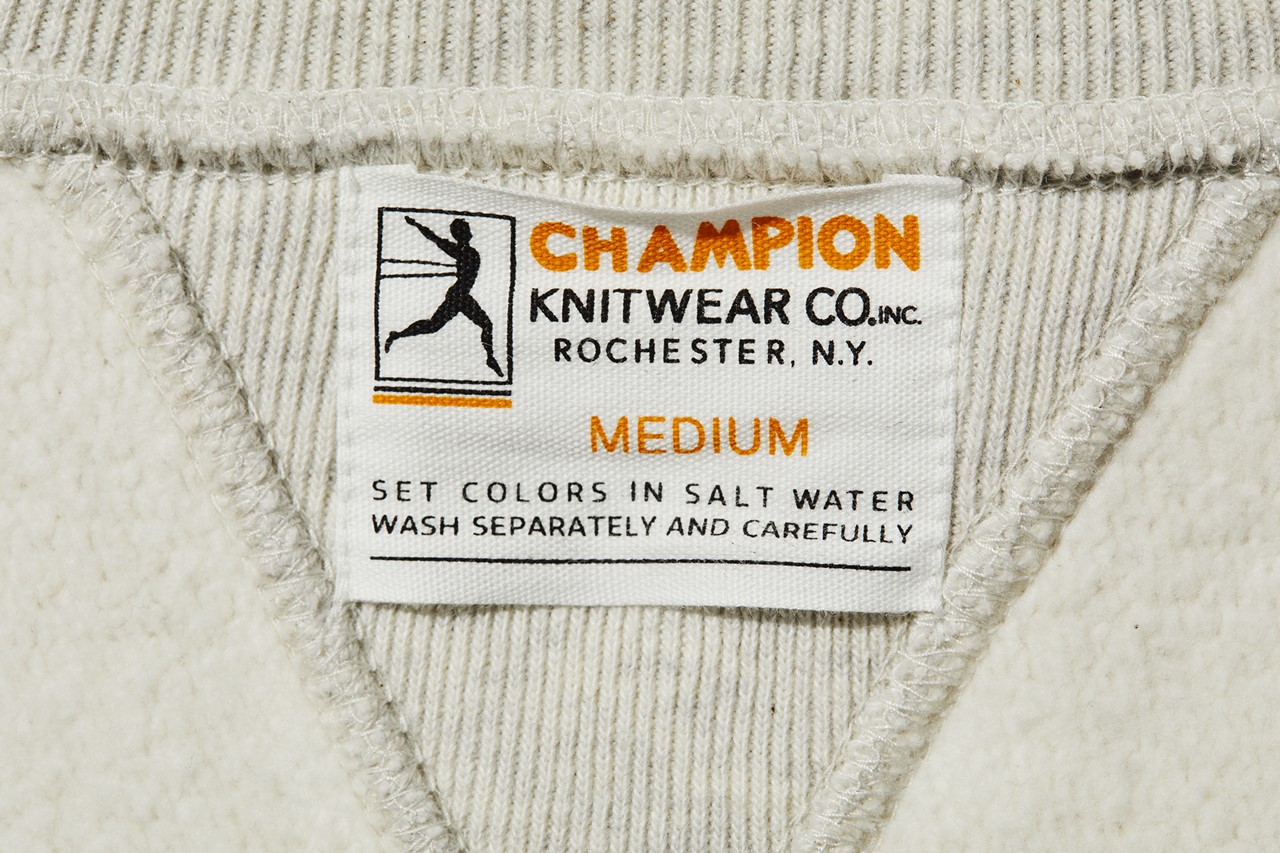 CHAMPION
KNITWEAR CO. INC.
ROCHESTER, N.Y.
MEDIUM
SET COLORS IN SALT WATER
WASH SEPARATELY AND CAREFULLY